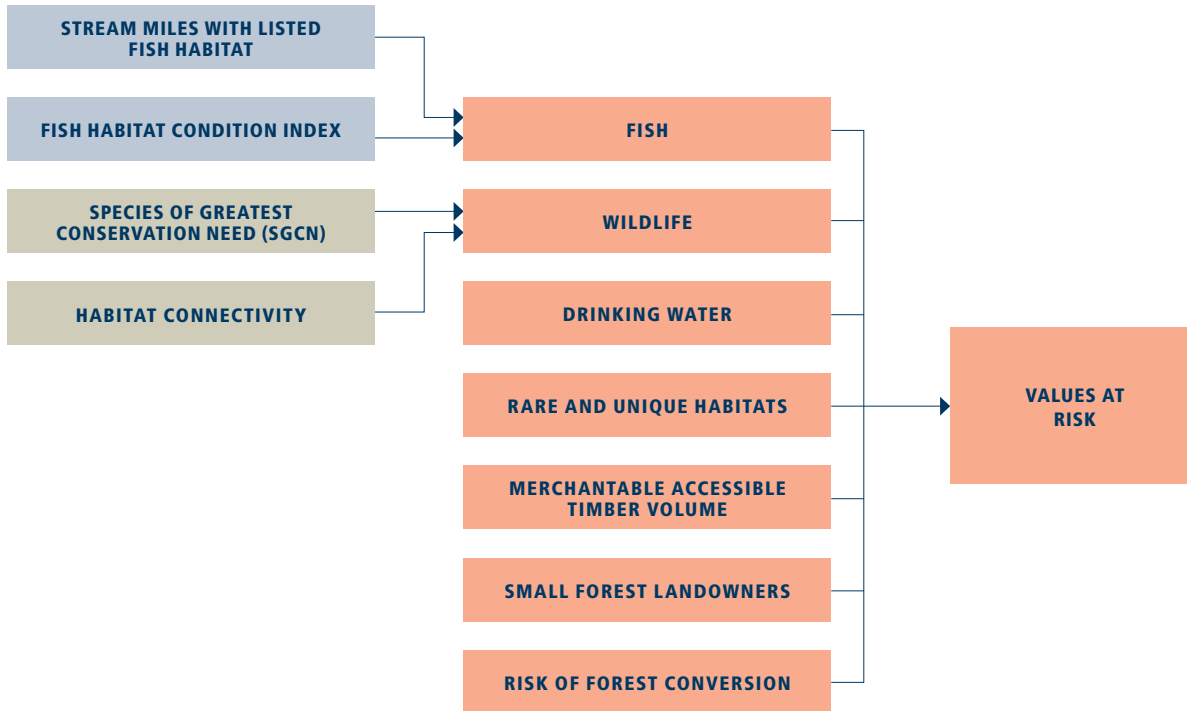 STREAM MILES WITH LISTED
FISH HABITAT
FISH HABITAT CONDITION INDEX
SPECIES OF GREATEST
CONSERVATION NEED (SGCN)
HABITAT CONNECTIVITY
FISH
WILDLIFE
DRINKING WATER
RARE AND UNIQUE HABITATS
MERCHANTABLE ACCESSIBLE
TIMBER VOLUME
SMALL FOREST LANDOWNERS
RISK OF FOREST CONVERSION
VALUES AT
RISK